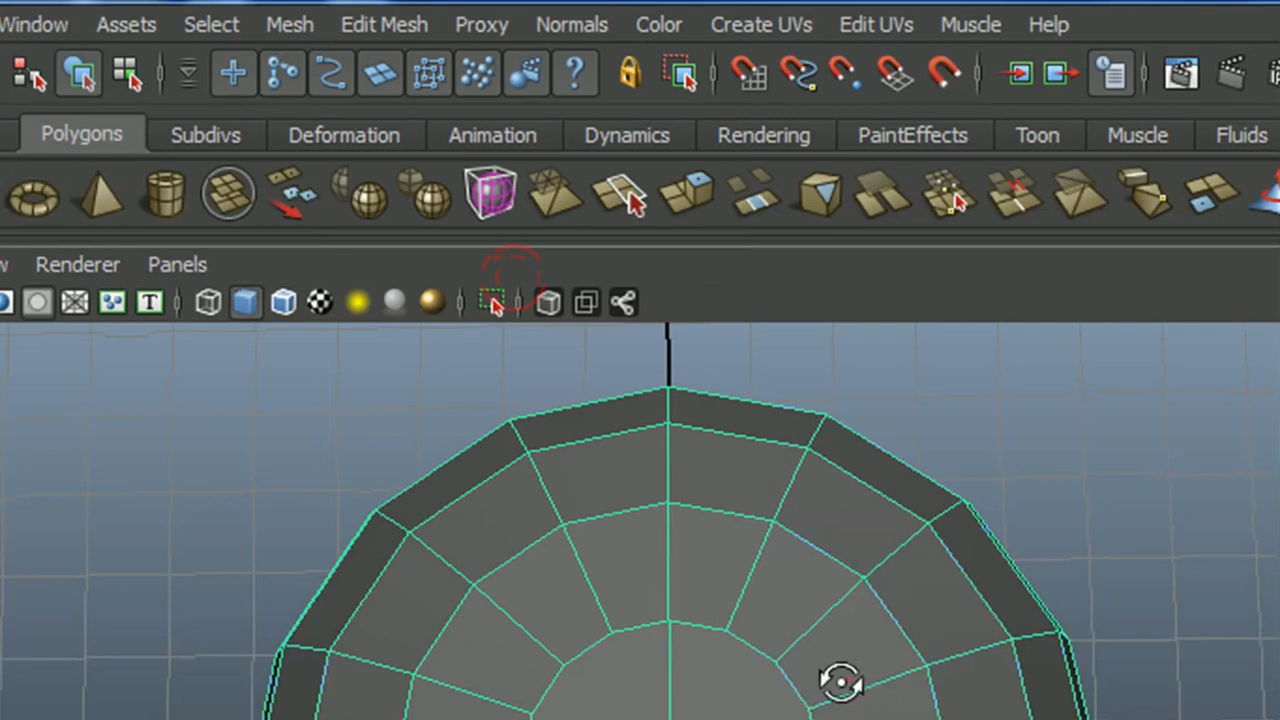 Window Assets Select Mesh Edit Mesh Proxy Normals Color Create UVs Edit UVs Muscle Help
?
Polygons Subdivs Deformation Animation Dynamics Rendering PaintEffects Toon Muscle Fluids
w Renderer Panels
T